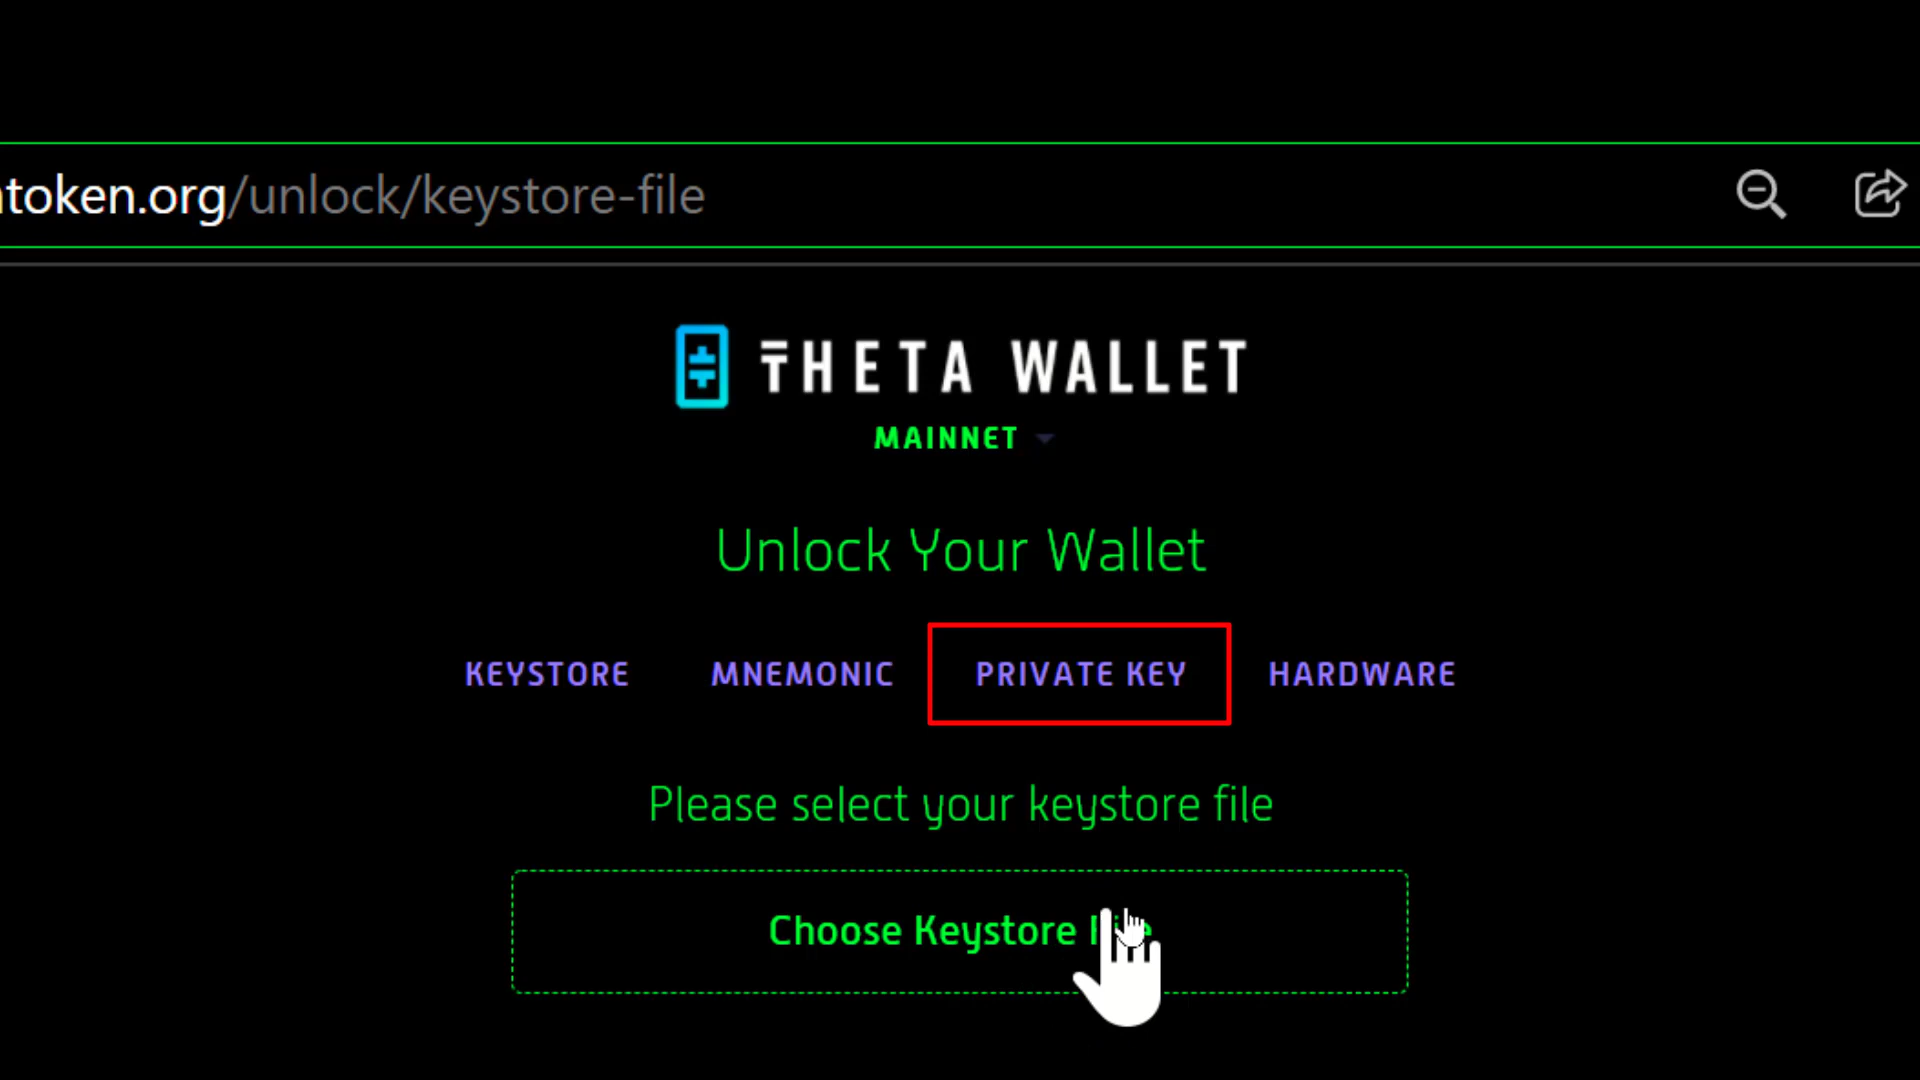 token.org/unlock/keystore-file
THETA WALLET
MAINNET
Unlock Your Wallet
KEYSTORE MNEMONIC PRIVATE KEY HARDWARE
Please select your keystore file
Choose Keystore File